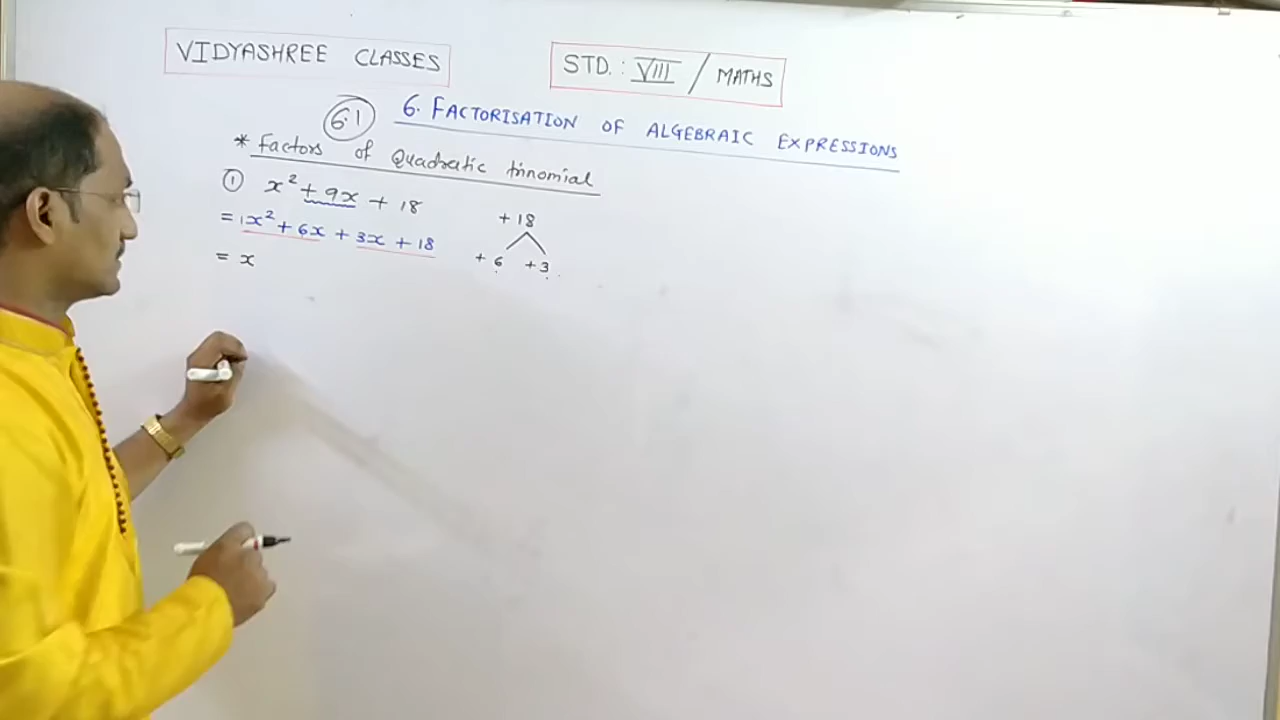 VIDYASHREE CLASSES
STD. : VIII / MATHS
6.1 6. FACTORISATION OF ALGEBRAIC EXPRESSIONS
* Factors of Quadratic trinomial
① x² + 9x + 18
= 1x² + 6x + 3x + 18
= x
+ 18
+ 6 + 3